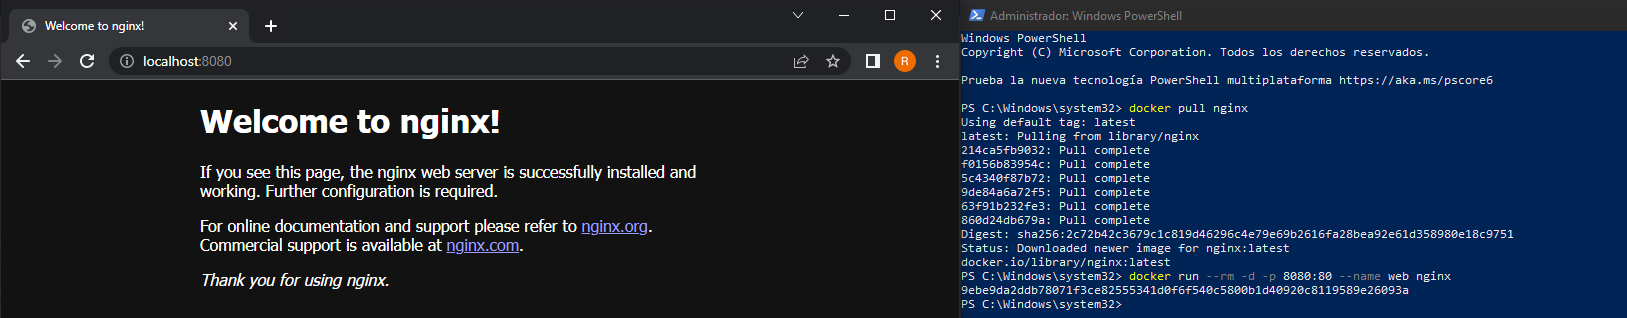 Welcome to nginx!
localhost:8080
R
Welcome to nginx!
If you see this page, the nginx web server is successfully installed and
working. Further configuration is required.
For online documentation and support please refer to nginx.org.
Commercial support is available at nginx.com.
Thank you for using nginx.
Administrador: Windows PowerShell
Windows PowerShell
Copyright (C) Microsoft Corporation. Todos los derechos reservados.
Prueba la nueva tecnología PowerShell multiplataforma https://aka.ms/pscore6
PS C:\Windows\system32> docker pull nginx
Using default tag: latest
latest: Pulling from library/nginx
214ca5fb9032: Pull complete
f0156b83954c: Pull complete
5c4340f87b72: Pull complete
9de84a6a72f5: Pull complete
63f91b232fe3: Pull complete
860d24db679a: Pull complete
Digest: sha256:2c72b42c3679c1c819d46296c4e79e69b2616fa28bea92e61d358980e18c9751
Status: Downloaded newer image for nginx:latest
docker.io/library/nginx:latest
PS C:\Windows\system32> docker run --rm -d -p 8080:80 --name web nginx
9ebe9da2ddb78071f3ce82555341d0f6f540c5800b1d40920c8119589e26093a
PS C:\Windows\system32>